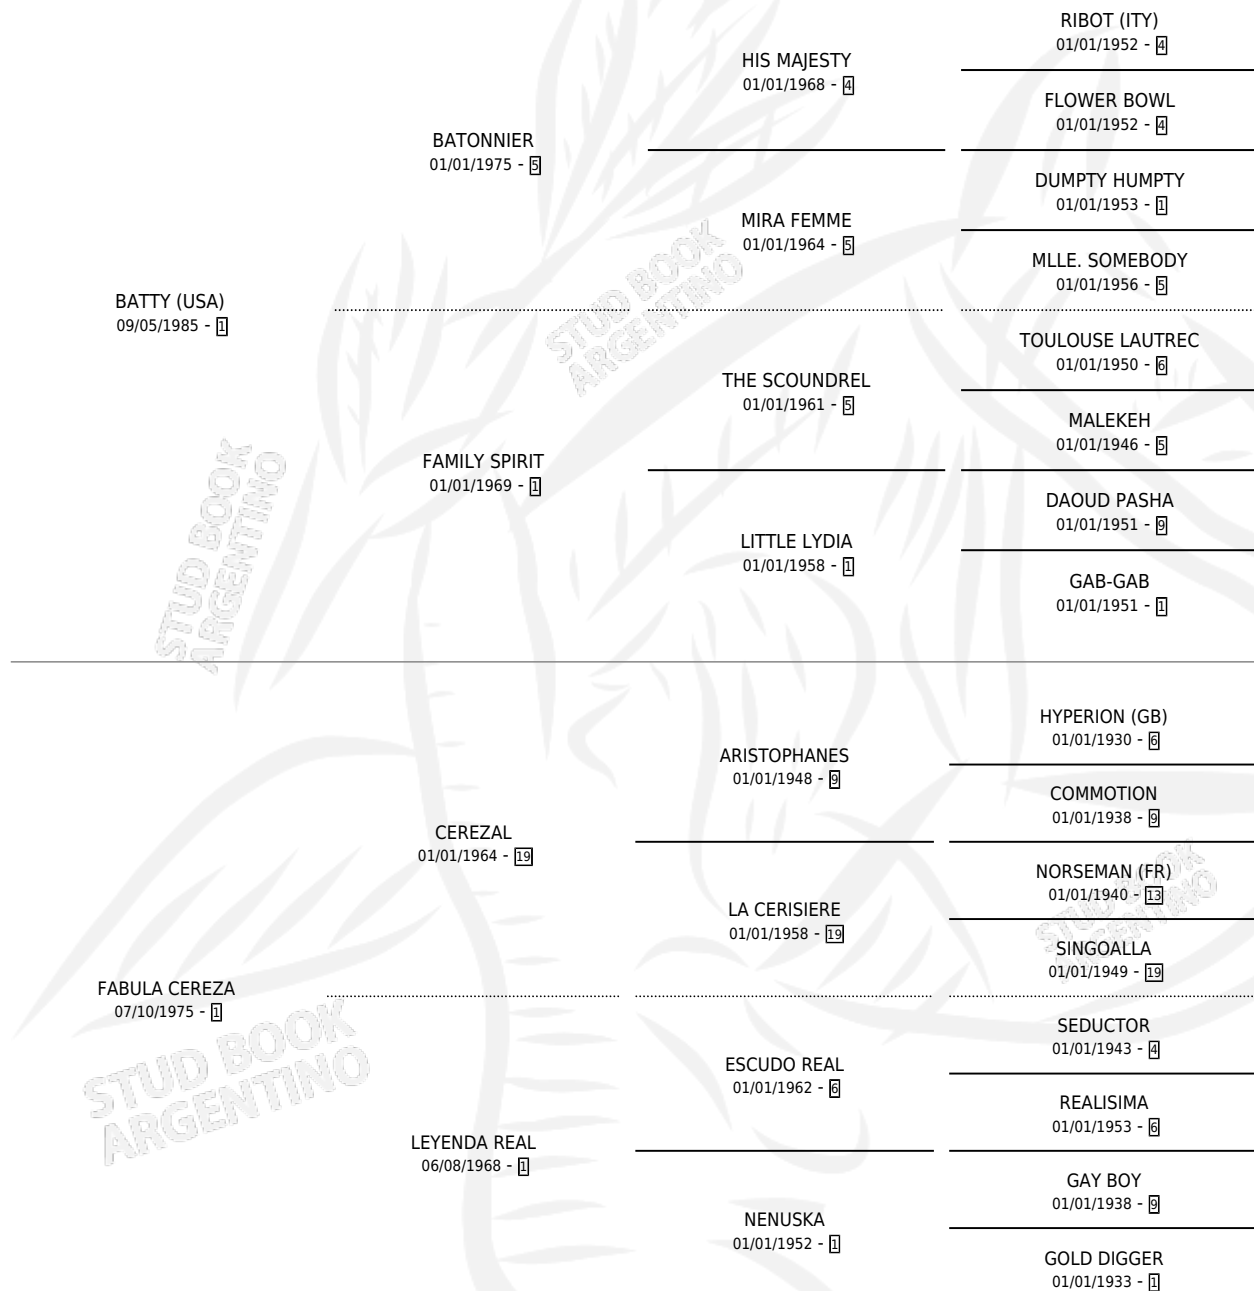 RIBOT (ITY)
01/01/1952 - 4
HIS MAJESTY
01/01/1968 - 4
FLOWER BOWL
01/01/1952 - 4
BATONNIER
01/01/1975 - 5
DUMPTY HUMPTY
01/01/1953 - 1
MIRA FEMME
01/01/1964 - 5
MLLE. SOMEBODY
01/01/1956 - 5
BATTY (USA)
09/05/1985 - 1
STUD BOOK
ARGENTINO
TOULOUSE LAUTREC
01/01/1950 - 6
THE SCOUNDREL
01/01/1961 - 5
MALEKEH
01/01/1946 - 5
FAMILY SPIRIT
01/01/1969 - 1
DAOUD PASHA
01/01/1951 - 9
LITTLE LYDIA
01/01/1958 - 1
GAB-GAB
01/01/1951 - 1
STUD BOOK
ARGENTINO
HYPERION (GB)
01/01/1930 - 6
ARISTOPHANES
01/01/1948 - 9
COMMOTION
01/01/1938 - 9
CEREZAL
01/01/1964 - 19
NORSEMAN (FR)
01/01/1940 - 13
LA CERISIERE
01/01/1958 - 19
STUD BOOK
ARGENTINO
SINGOALLA
01/01/1949 - 19
FABULA CEREZA
07/10/1975 - 1
SEDUCTOR
01/01/1943 - 4
ESCUDO REAL
01/01/1962 - 6
REALISIMA
01/01/1953 - 6
STUD BOOK
ARGENTINO
LEYENDA REAL
06/08/1968 - 1
GAY BOY
01/01/1938 - 9
NENUSKA
01/01/1952 - 1
GOLD DIGGER
01/01/1933 - 1